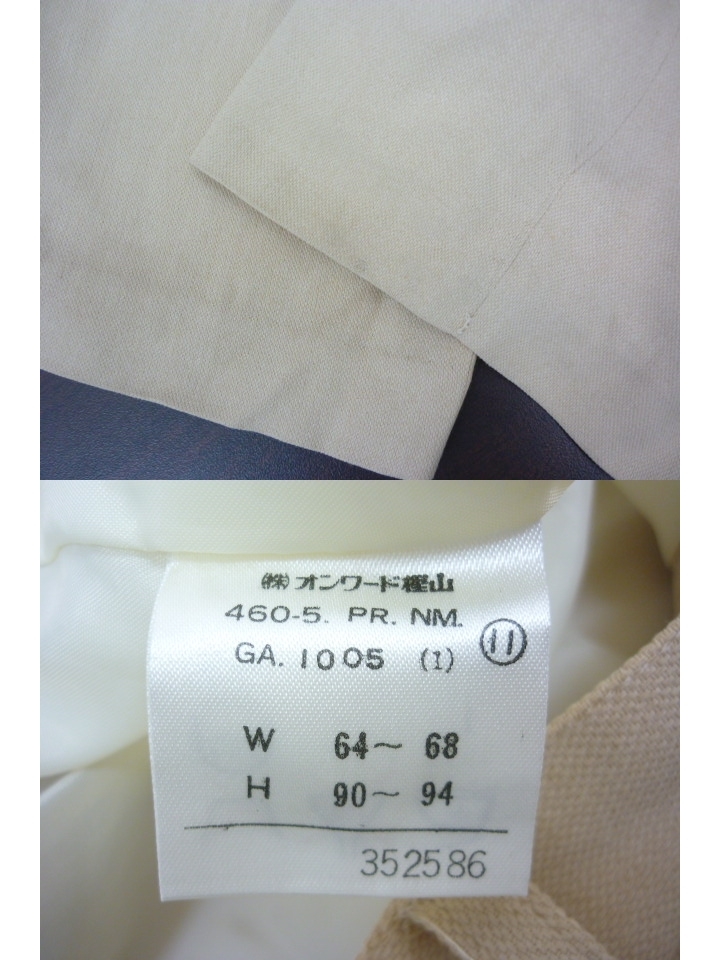 ㈱オンワード樫山
460-5. PR. NM.
GA. 1005 (1) ⑪
W 64～ 68
H 90～ 94
352586